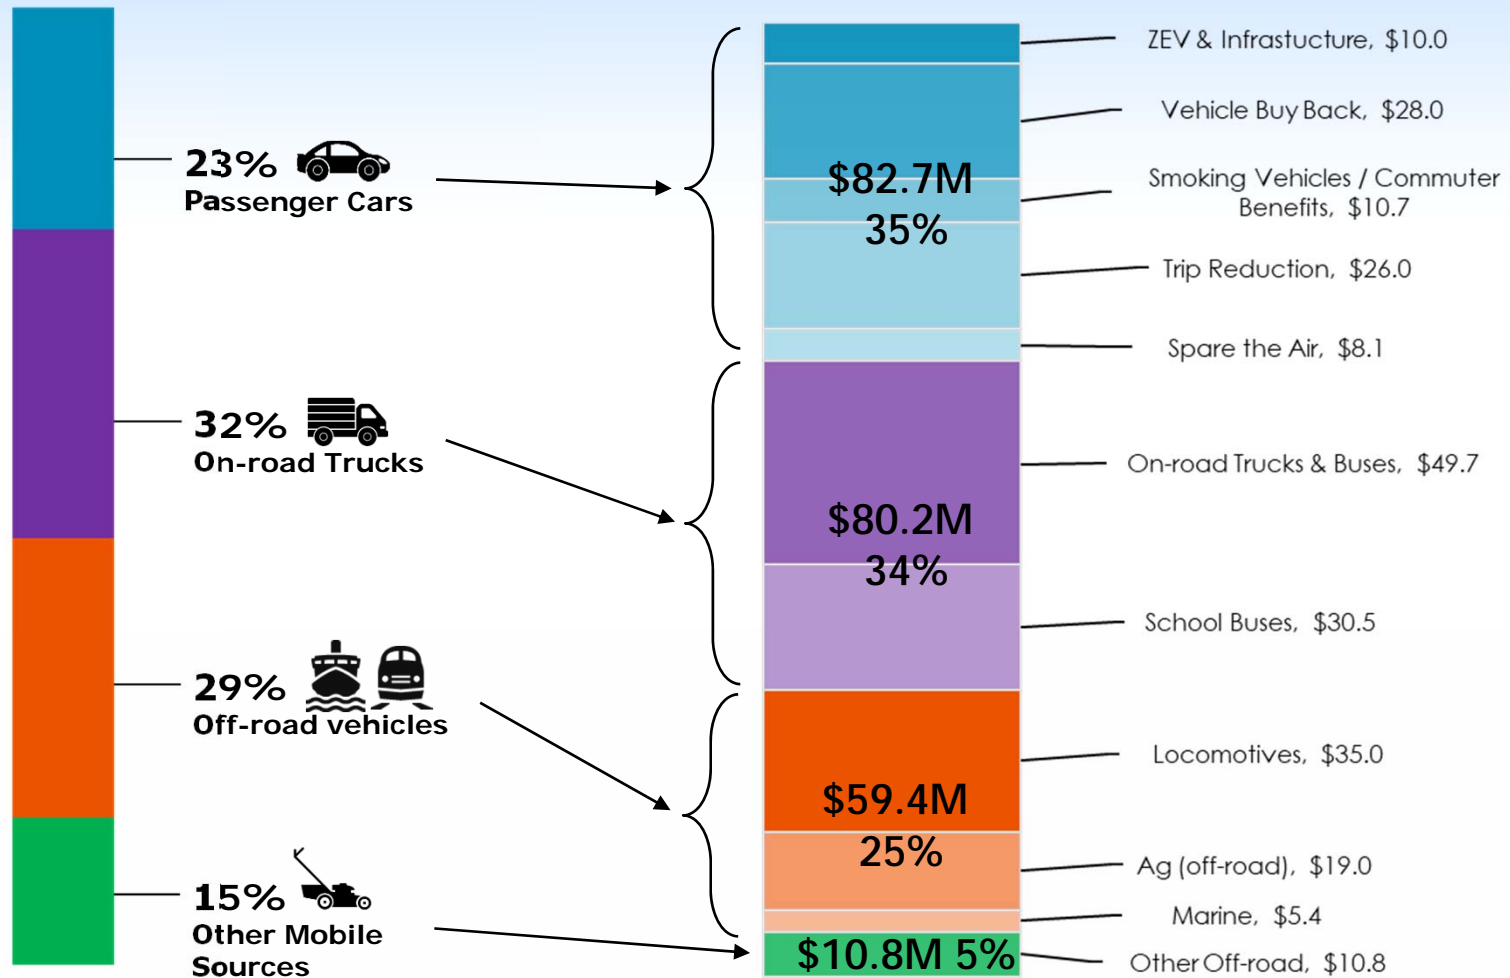 23%
Passenger Cars
32%
On-road Trucks
29%
Off-road vehicles
15%
Other Mobile
Sources
$82.7M
35%
$80.2M
34%
$59.4M
25%
$10.8M 5%
ZEV & Infrastucture, $10.0
Vehicle Buy Back, $28.0
Smoking Vehicles / Commuter
Benefits, $10.7
Trip Reduction, $26.0
Spare the Air, $8.1
On-road Trucks & Buses, $49.7
School Buses, $30.5
Locomotives, $35.0
Ag (off-road), $19.0
Marine, $5.4
Other Off-road, $10.8